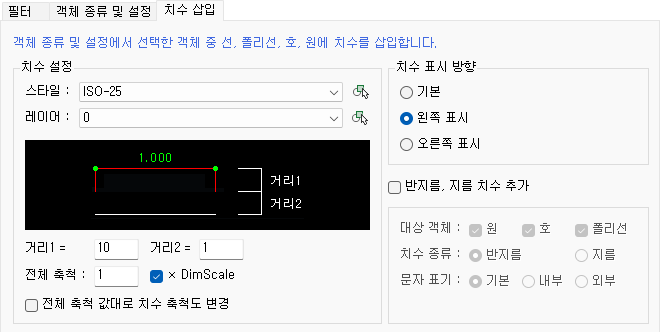 필터 객체 종류 및 설정 치수 삽입
객체 종류 및 설정에서 선택한 객체 중 선, 폴리선, 호, 원에 치수를 삽입합니다.
치수 설정
스타일 : ISO-25
레이어 : 0
1.000
거리1
거리2
거리1 = 10 거리2 = 1
전체 축척 : 1 × DimScale
전체 축척 값대로 치수 축척도 변경
치수 표시 방향
기본
왼쪽 표시
오른쪽 표시
반지름, 지름 치수 추가
대상 객체 : 원 호 폴리선
치수 종류 : 반지름 지름
문자 표기 : 기본 내부 외부